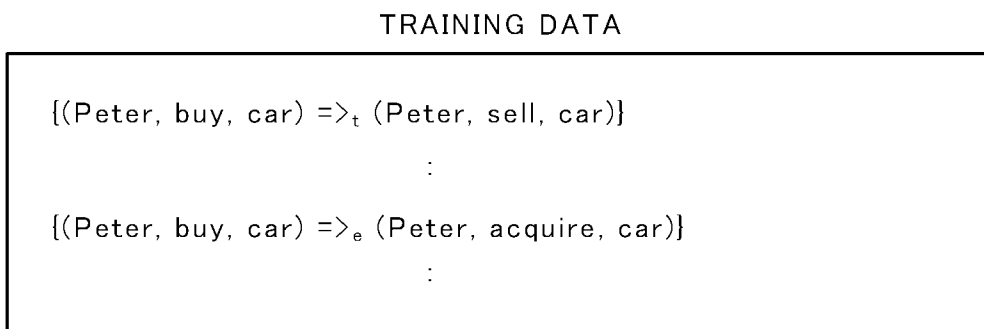 TRAINING DATA
{(Peter, buy, car) =>ₜ (Peter, sell, car)}
:
{(Peter, buy, car) =>ₑ (Peter, acquire, car)}
: